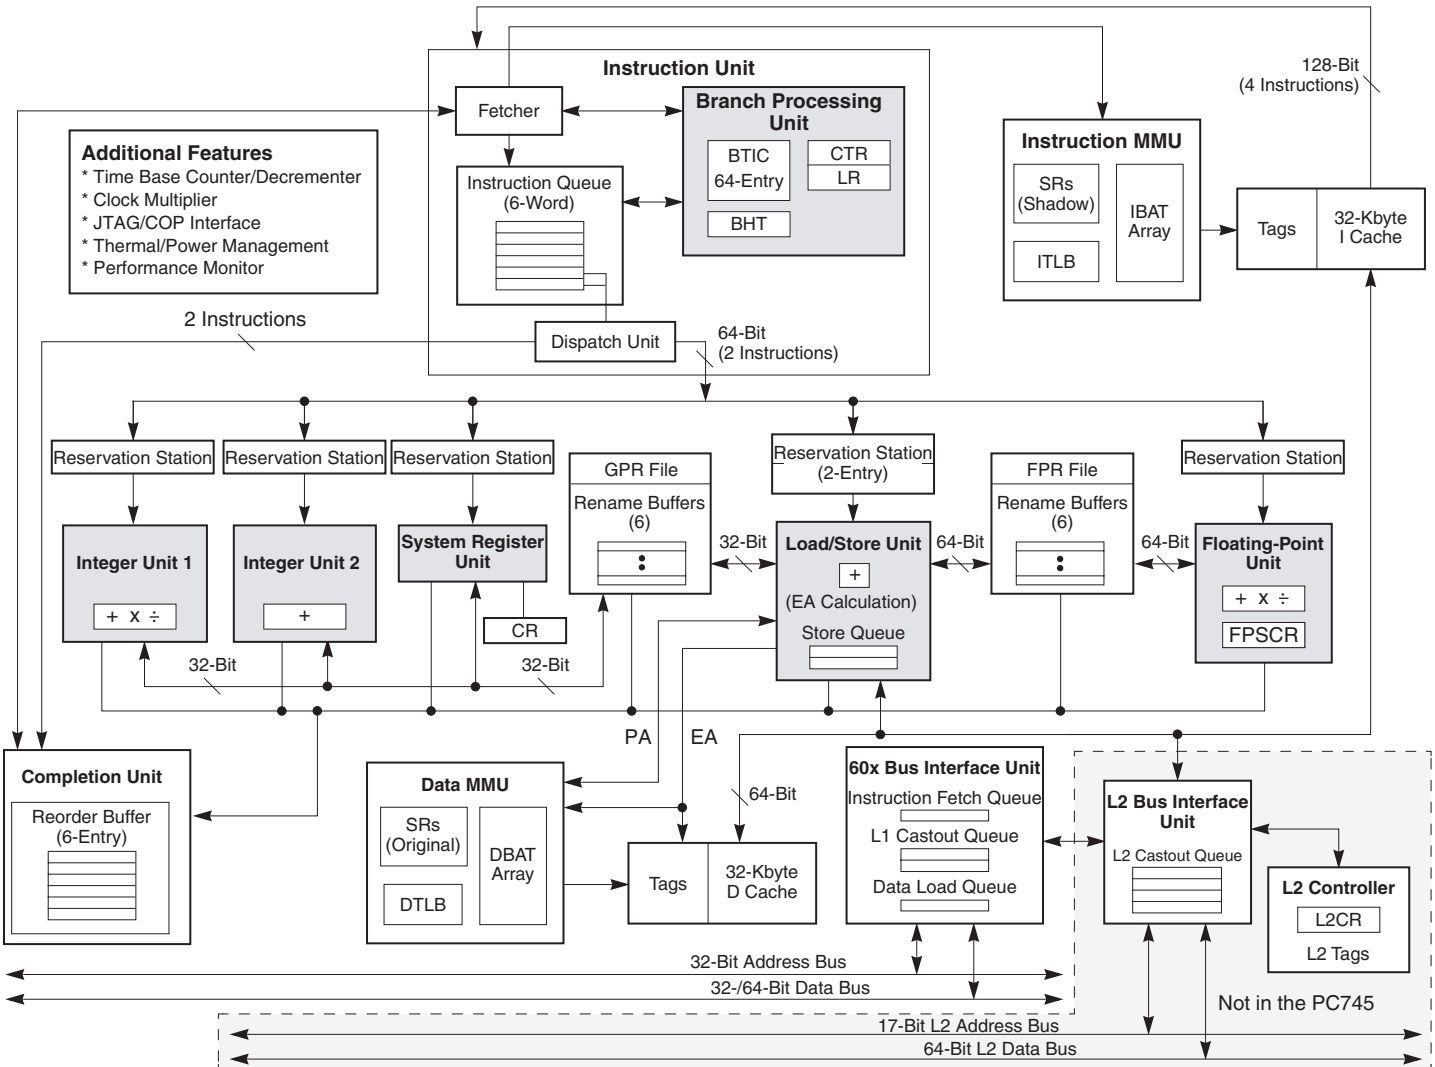 128-Bit
(4 Instructions)
Instruction Unit
Fetcher
Branch Processing
Unit
BTIC
64-Entry
CTR
LR
BHT
Instruction Queue
(6-Word)
Dispatch Unit
64-Bit
(2 Instructions)
2 Instructions
Additional Features
* Time Base Counter/Decrementer
* Clock Multiplier
* JTAG/COP Interface
* Thermal/Power Management
* Performance Monitor
Instruction MMU
SRs
(Shadow)
IBAT
Array
ITLB
Tags
32-Kbyte
I Cache
Reservation Station
Reservation Station
Reservation Station
GPR File
Rename Buffers
(6)
Reservation Station
(2-Entry)
FPR File
Rename Buffers
(6)
Reservation Station
Integer Unit 1
+ x ÷
Integer Unit 2
+
System Register
Unit
CR
32-Bit
32-Bit
32-Bit
Load/Store Unit
+
(EA Calculation)
Store Queue
64-Bit
64-Bit
Floating-Point
Unit
+ x ÷
FPSCR
PA
EA
Completion Unit
Reorder Buffer
(6-Entry)
Data MMU
SRs
(Original)
DBAT
Array
DTLB
64-Bit
Tags
32-Kbyte
D Cache
60x Bus Interface Unit
Instruction Fetch Queue
L1 Castout Queue
Data Load Queue
L2 Bus Interface
Unit
L2 Castout Queue
L2 Controller
L2CR
L2 Tags
32-Bit Address Bus
32-/64-Bit Data Bus
Not in the PC745
17-Bit L2 Address Bus
64-Bit L2 Data Bus